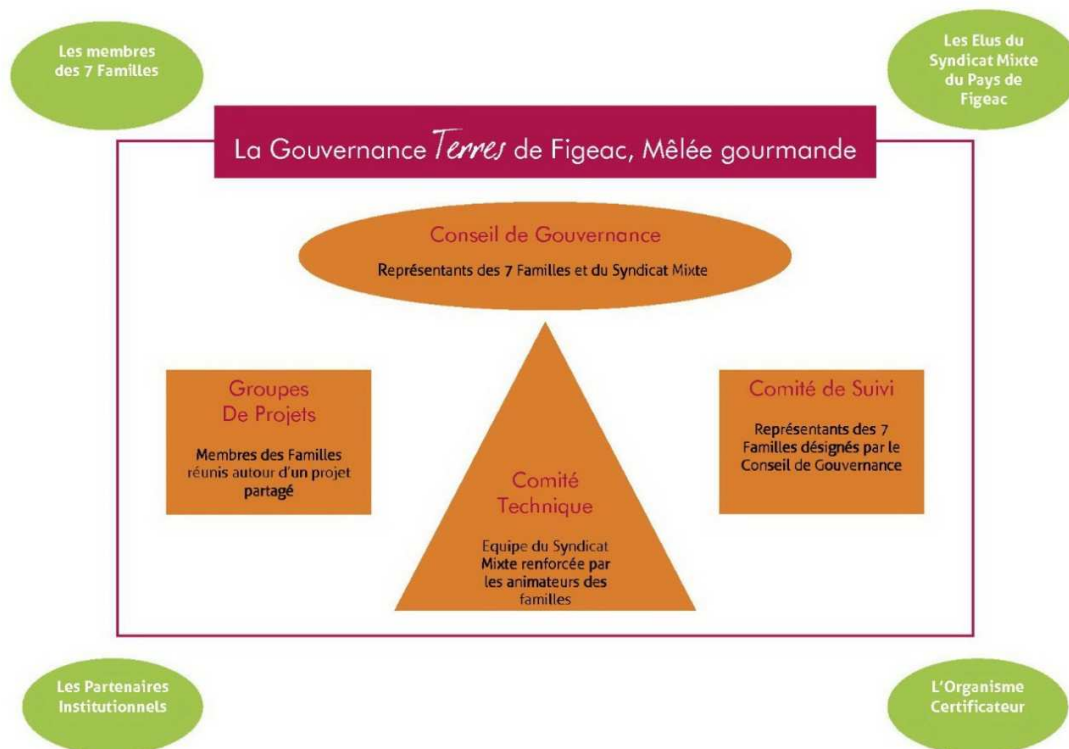 Les membres
des 7 Familles
Les Elus du
Syndicat Mixte
du Pays de
Figeac
La Gouvernance Terres de Figeac, Mêlée gourmande
Conseil de Gouvernance
Représentants des 7 Familles et du Syndicat Mixte
Groupes
De Projets
Membres des Familles
réunis autour d'un projet
partagé
Comité
Technique
Equipe du Syndicat
Mixte renforcée par
les animateurs des
familles
Comité de Suivi
Représentants des 7
Familles désignés par le
Conseil de Gouvernance
Les Partenaires
Institutionnels
L'Organisme
Certificateur